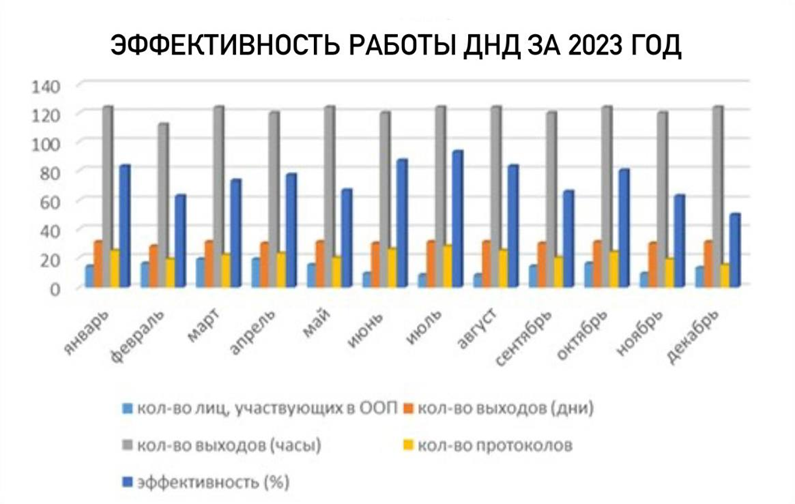 ЭФФЕКТИВНОСТЬ РАБОТЫ ДНД ЗА 2023 ГОД
140
120
100
80
60
40
20
0
январь февраль март апрель май июнь июль август сентябрь октябрь ноябрь декабрь
кол-во лиц, участвующих в ООП кол-во выходов (дни)
кол-во выходов (часы) кол-во протоколов
эффективность (%)